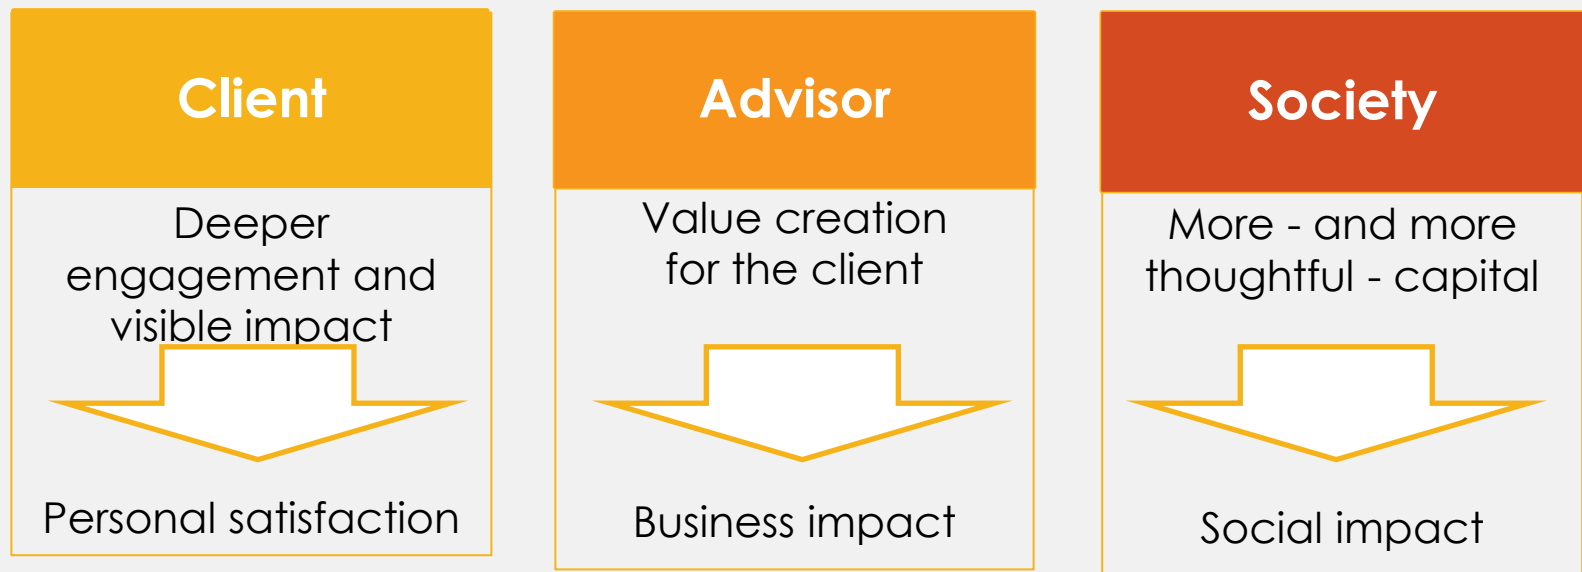 Client
Deeper
engagement and
visible impact
Personal satisfaction
Advisor
Value creation
for the client
Business impact
Society
More - and more
thoughtful - capital
Social impact